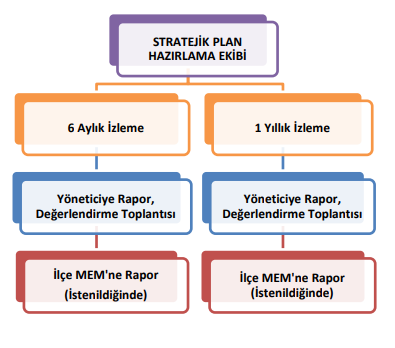 STRATEJİK PLAN
HAZIRLAMA EKİBİ
6 Aylık İzleme
1 Yıllık İzleme
Yöneticiye Rapor,
Değerlendirme Toplantısı
Yöneticiye Rapor,
Değerlendirme Toplantısı
İlçe MEM'ne Rapor
(İstenildiğinde)
İlçe MEM'ne Rapor
(İstenildiğinde)